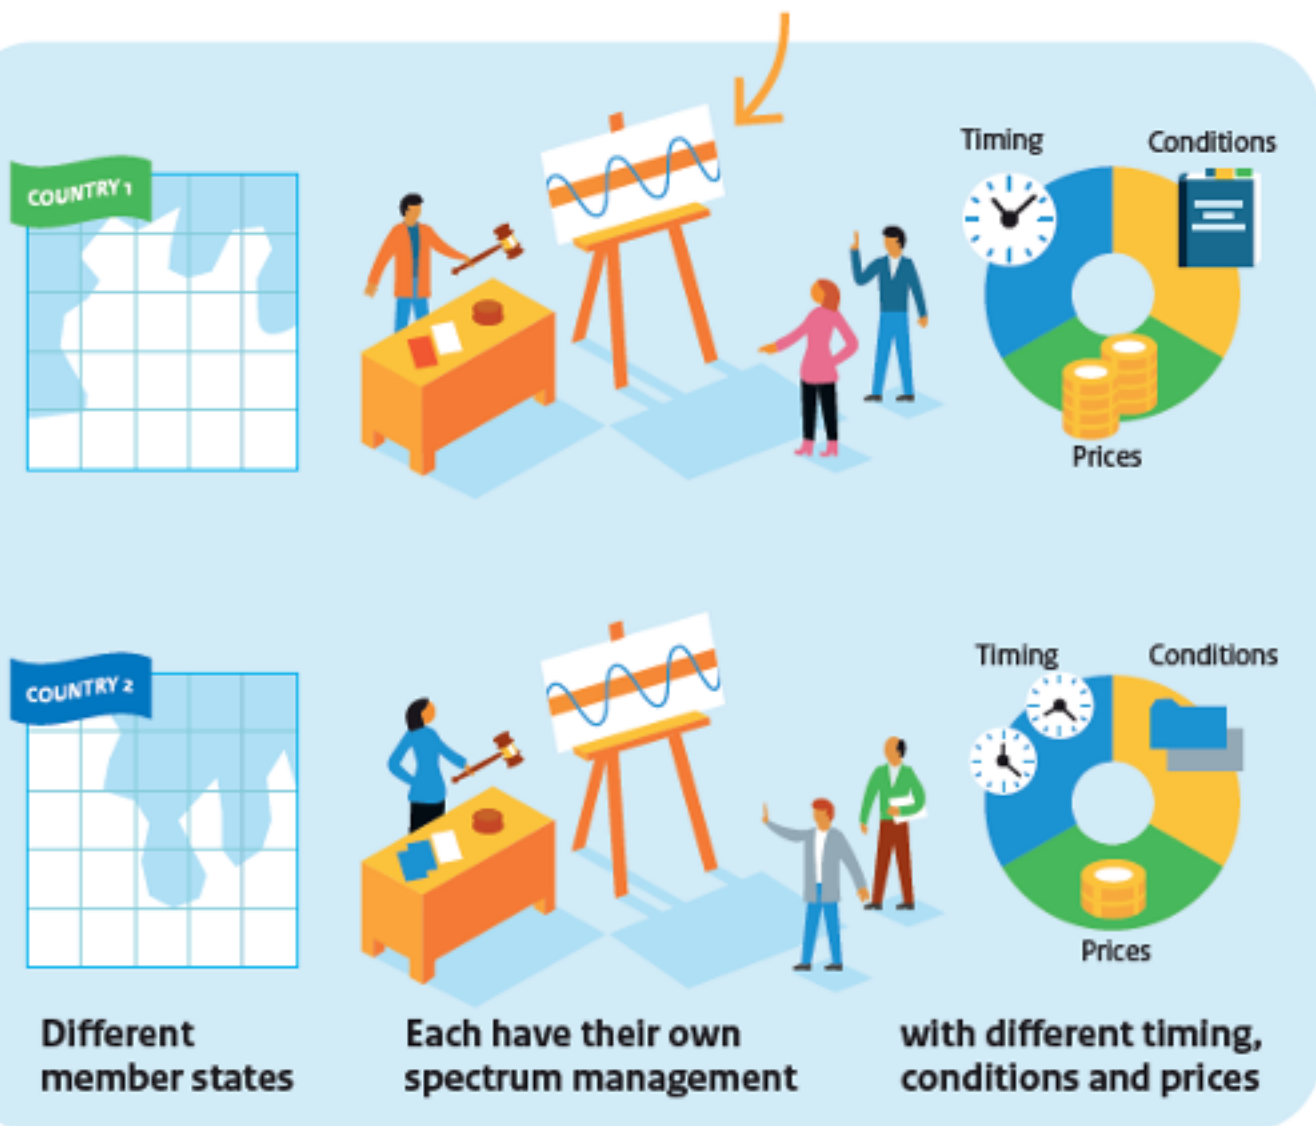 COUNTRY 1
Timing
Conditions
Prices
COUNTRY 2
Timing
Conditions
Prices
Different
member states
Each have their own
spectrum management
with different timing,
conditions and prices